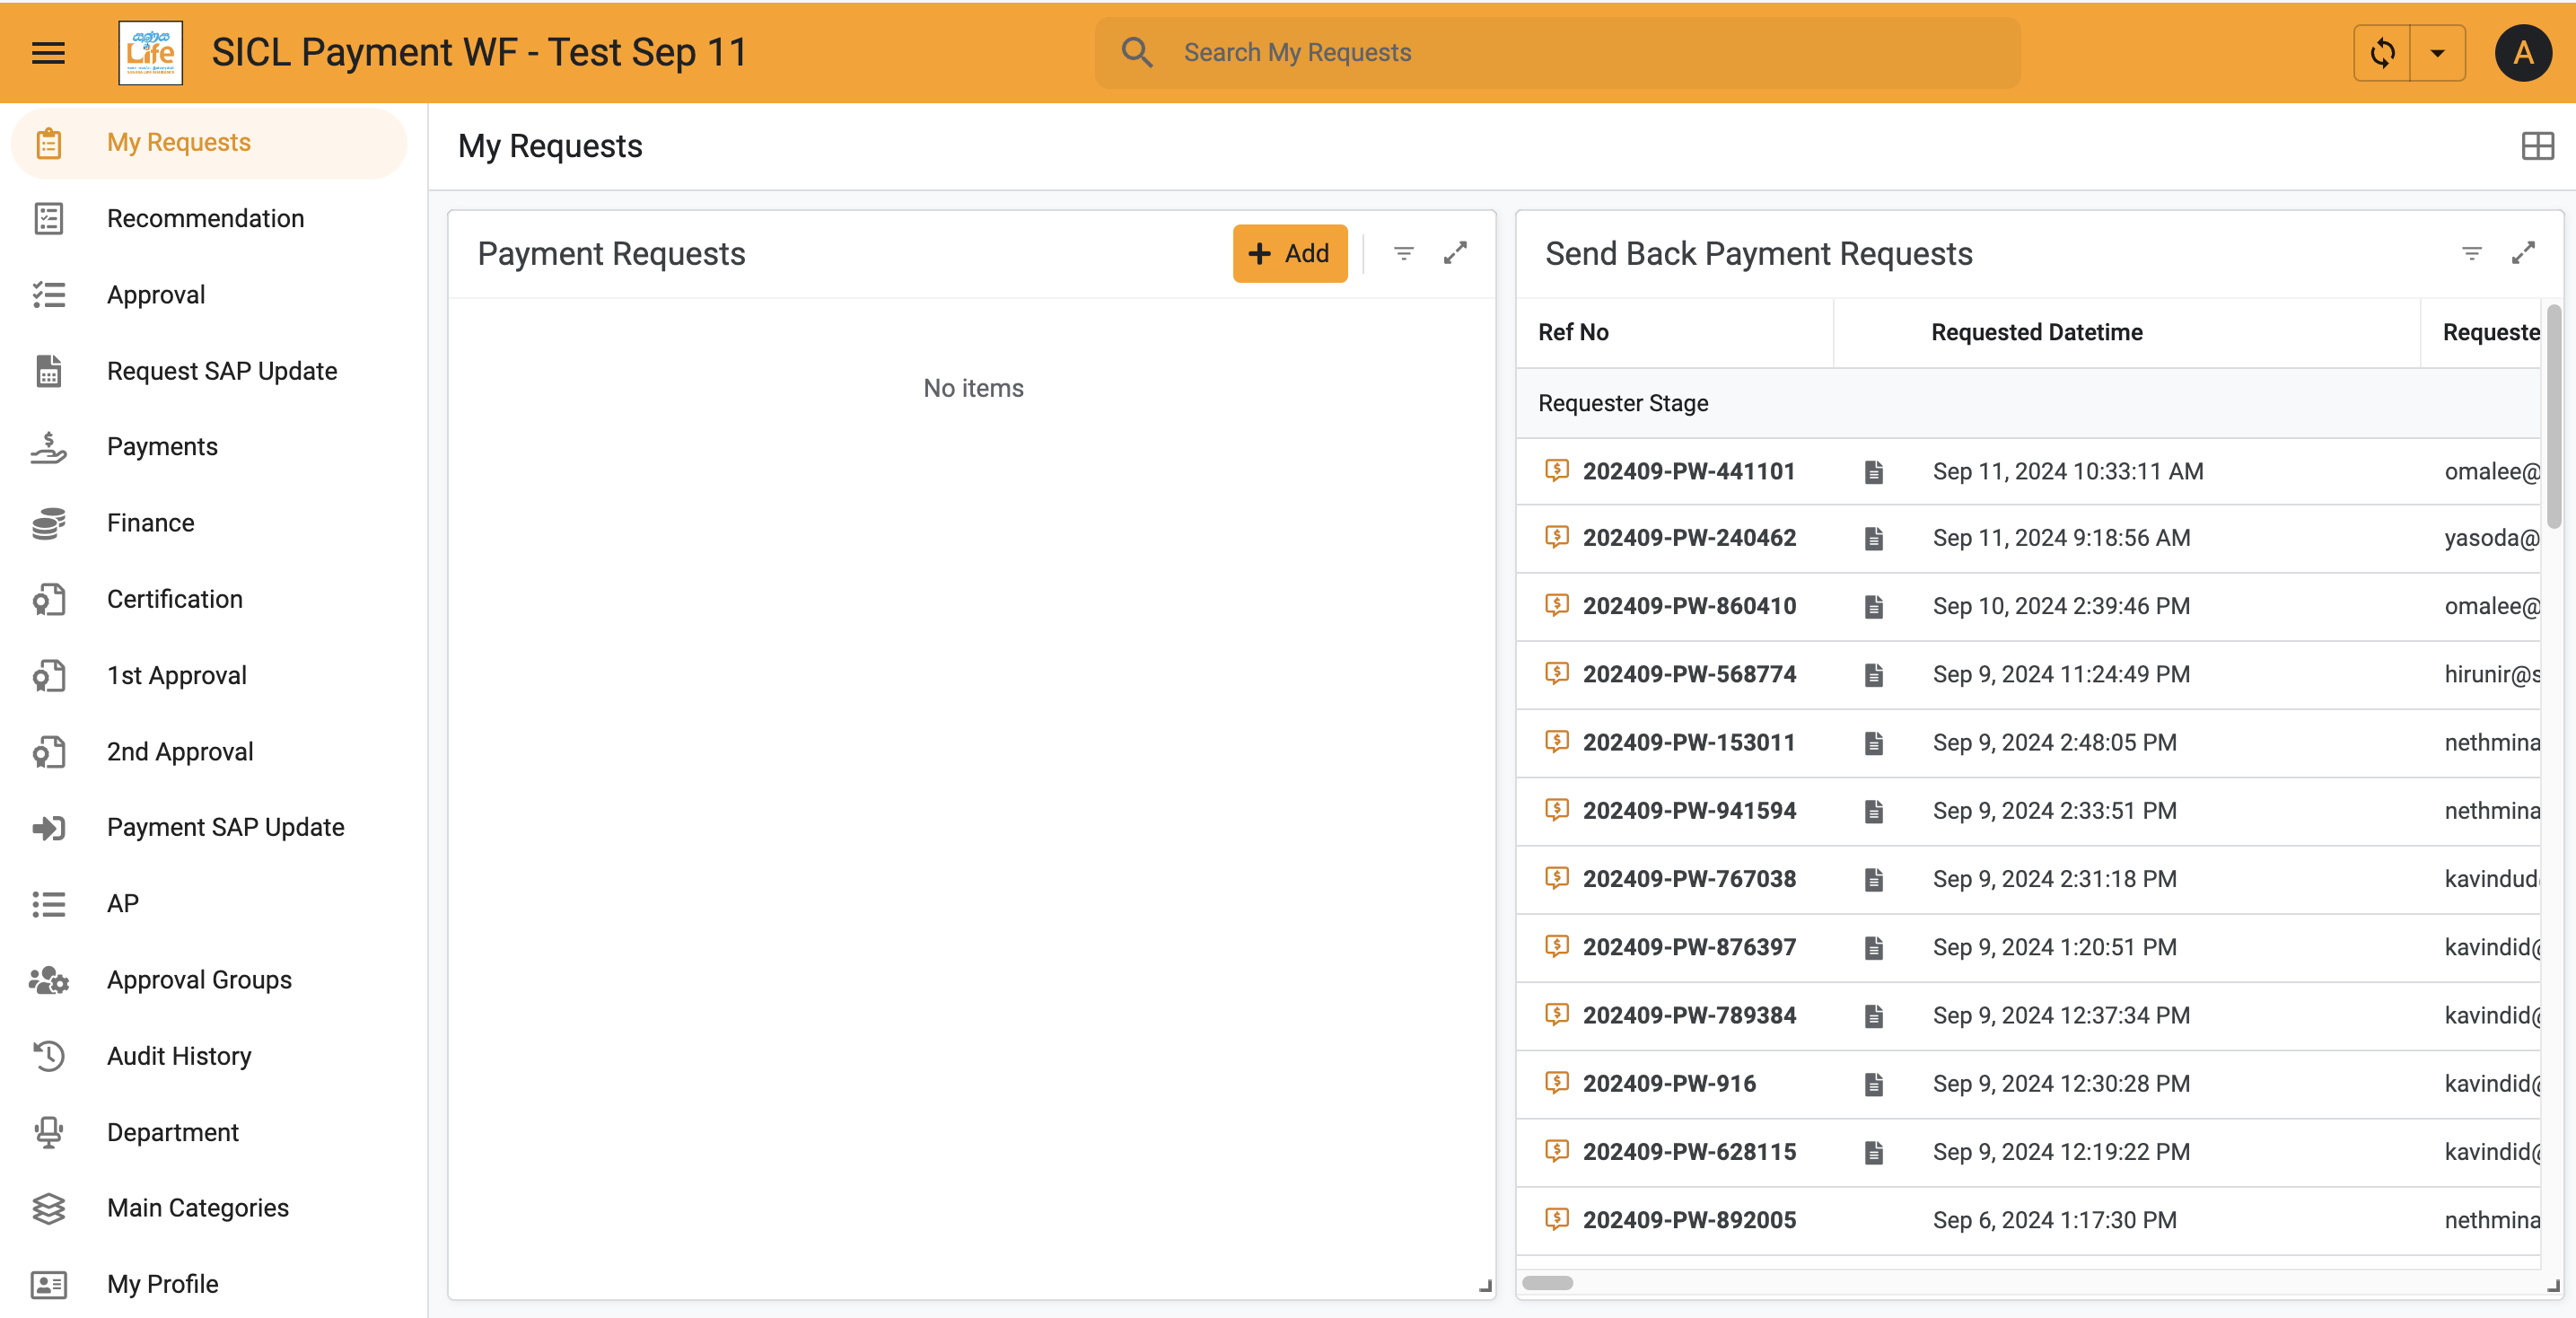 Life
SICL Payment WF - Test Sep 11
Search My Requests
A
My Requests
Recommendation
Approval
Request SAP Update
Payments
Finance
Certification
1st Approval
2nd Approval
Payment SAP Update
AP
Approval Groups
Audit History
Department
Main Categories
My Profile
My Requests
Payment Requests
Add
No items
Send Back Payment Requests
Ref No Requested Datetime Requeste
Requester Stage
202409-PW-441101 Sep 11, 2024 10:33:11 AM omalee@
202409-PW-240462 Sep 11, 2024 9:18:56 AM yasoda@
202409-PW-860410 Sep 10, 2024 2:39:46 PM omalee@
202409-PW-568774 Sep 9, 2024 11:24:49 PM hirunir@s
202409-PW-153011 Sep 9, 2024 2:48:05 PM nethmina
202409-PW-941594 Sep 9, 2024 2:33:51 PM nethmina
202409-PW-767038 Sep 9, 2024 2:31:18 PM kavindud
202409-PW-876397 Sep 9, 2024 1:20:51 PM kavindid@
202409-PW-789384 Sep 9, 2024 12:37:34 PM kavindid@
202409-PW-916 Sep 9, 2024 12:30:28 PM kavindid@
202409-PW-628115 Sep 9, 2024 12:19:22 PM kavindid@
202409-PW-892005 Sep 6, 2024 1:17:30 PM nethmina